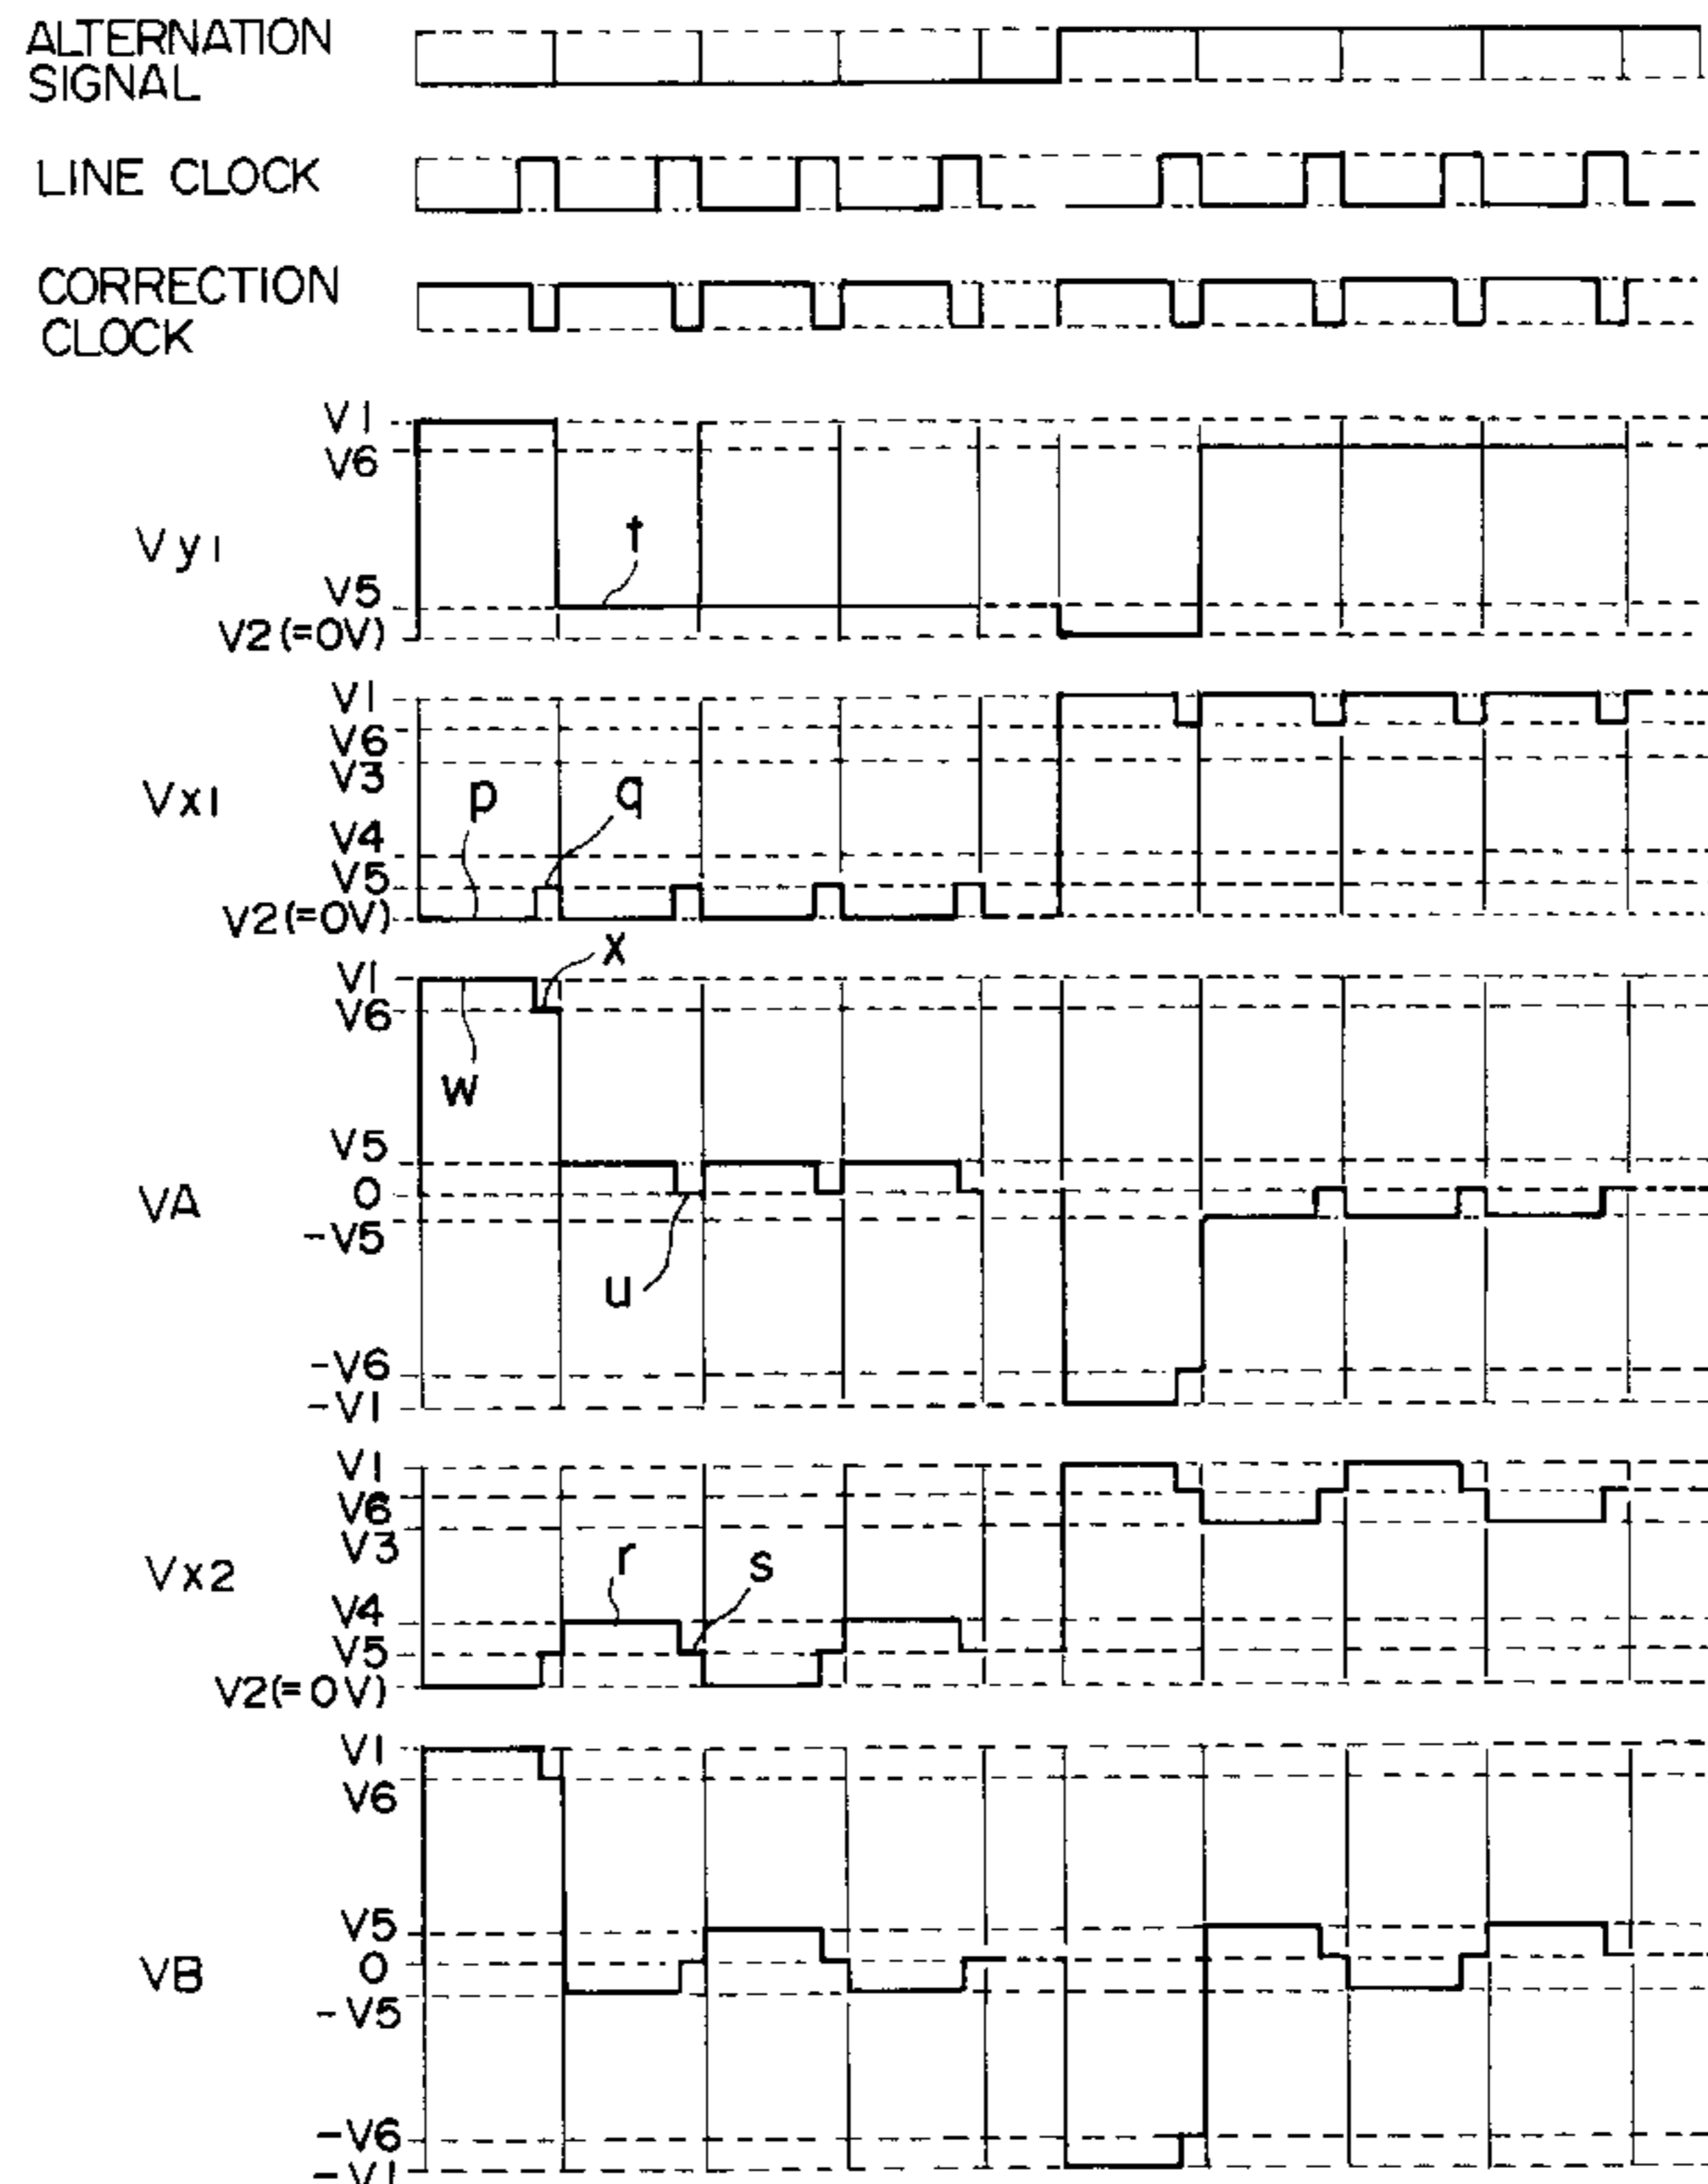 ALTERNATION
SIGNAL
LINE CLOCK
CORRECTION
CLOCK
V1
V6
Vy1
t
V5
V2(=0V)
V1
V6
V3
Vx1
p
q
V4
V5
V2(=0V)
x
V1
V6
w
V5
0
VA
-V5
u
-V6
-V1
V1
V6
V3
Vx2
r
s
V4
V5
V2(=0V)
V1
V6
V5
0
VB
-V5
-V6
-V1